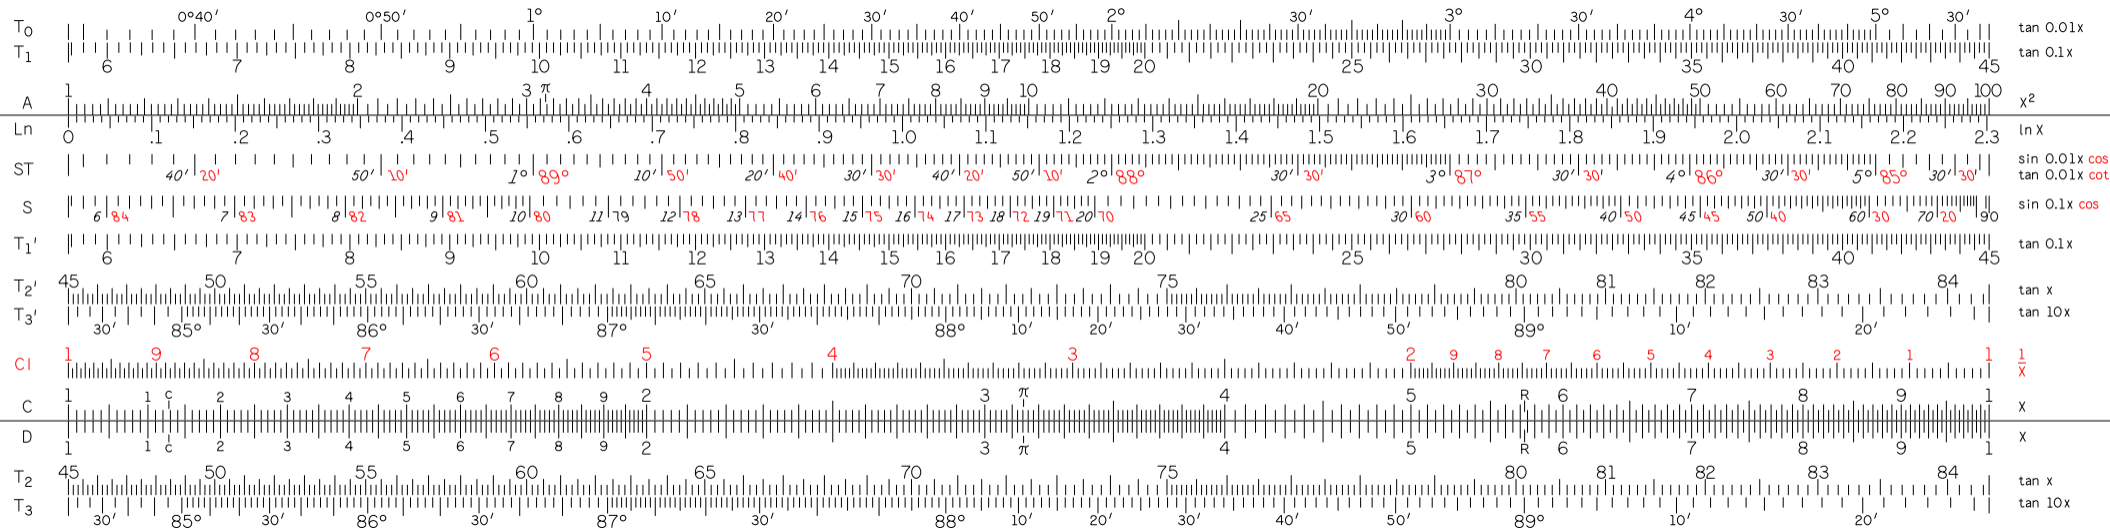 T0 0°40′ 0°50′ 1° 10′ 20′ 30′ 40′ 50′ 2° 30′ 3° 30′ 4° 30′ 5° 30′ tan 0.01x
T1 6 7 8 9 10 11 12 13 14 15 16 17 18 19 20 25 30 35 40 45 tan 0.1x
A 1 2 3 π 4 5 6 7 8 9 10 20 30 40 50 60 70 80 90 100 x²
Ln 0 .1 .2 .3 .4 .5 .6 .7 .8 .9 1.0 1.1 1.2 1.3 1.4 1.5 1.6 1.7 1.8 1.9 2.0 2.1 2.2 2.3 ln x
sin 0.01x cos
ST 40′ 20′ 50′ 10′ 1° 89° 10′ 50′ 20′ 40′ 30′ 30′ 40′ 20′ 50′ 10′ 2° 88° 30′ 30′ 3° 87° 30′ 30′ 4° 86° 30′ 30′ 5° 85° 30′ 30′ tan 0.01x cot
S 6 84 7 83 8 82 9 81 10 80 11 79 12 78 13 77 14 76 15 75 16 74 17 73 18 72 19 71 20 70 25 65 30 60 35 55 40 50 45 45 50 40 60 30 70 20 90 sin 0.1x cos
T1′ 6 7 8 9 10 11 12 13 14 15 16 17 18 19 20 25 30 35 40 45 tan 0.1x
T2′ 45 50 55 60 65 70 75 80 81 82 83 84 tan x
T3′ 30′ 85° 30′ 86° 30′ 87° 30′ 88° 10′ 20′ 30′ 40′ 50′ 89° 10′ 20′ tan 10x
CI 1 9 8 7 6 5 4 3 2 9 8 7 6 5 4 3 2 1 1 1/x
C 1 1 c 2 3 4 5 6 7 8 9 2 3 π 4 5 R 6 7 8 9 1 x
D 1 1 c 2 3 4 5 6 7 8 9 2 3 π 4 5 R 6 7 8 9 1 x
T2 45 50 55 60 65 70 75 80 81 82 83 84 tan x
T3 30′ 85° 30′ 86° 30′ 87° 30′ 88° 10′ 20′ 30′ 40′ 50′ 89° 10′ 20′ tan 10x